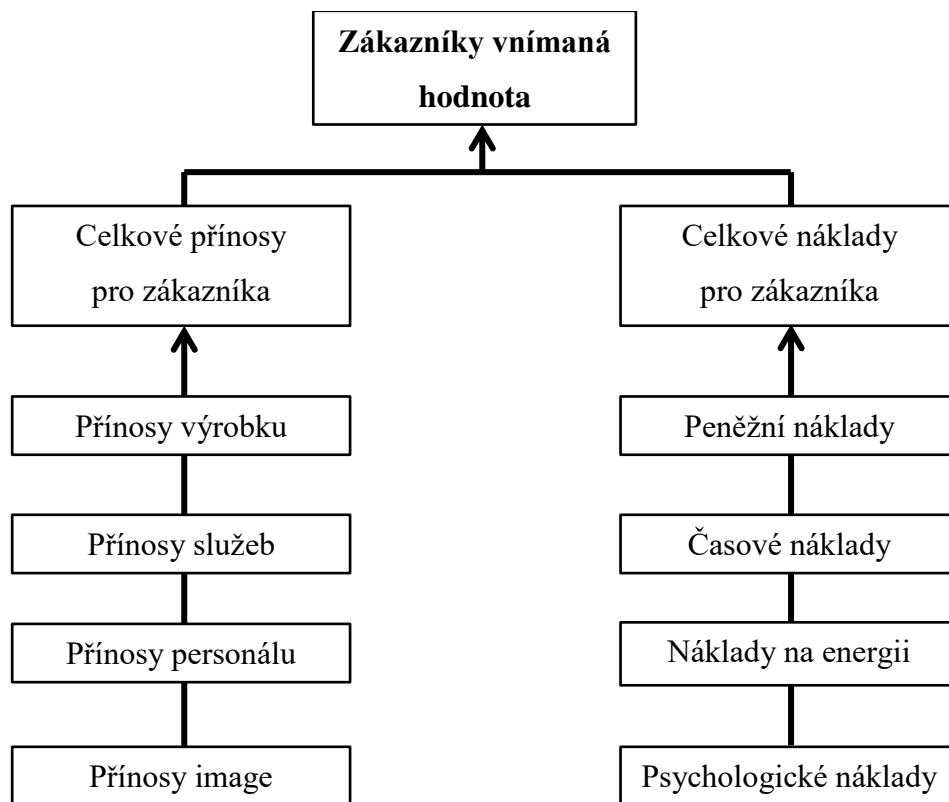 Zákazníky vnímaná
hodnota
Celkové přínosy
pro zákazníka
Celkové náklady
pro zákazníka
Přínosy výrobku
Peněžní náklady
Přínosy služeb
Časové náklady
Přínosy personálu
Náklady na energii
Přínosy image
Psychologické náklady